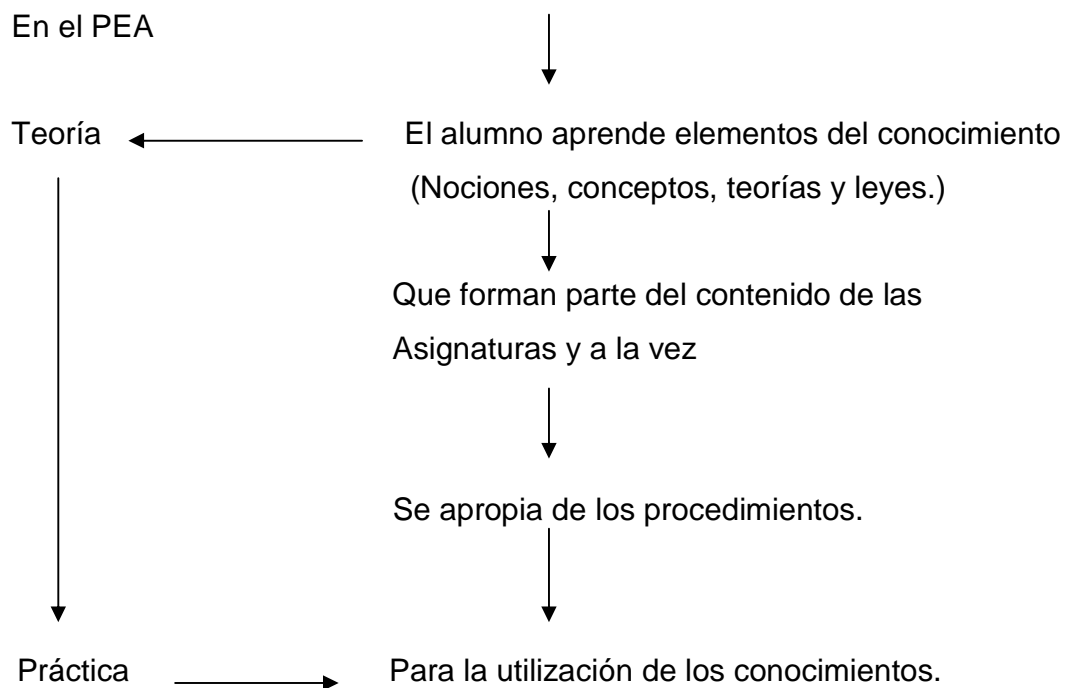 En el PEA
Teoría
El alumno aprende elementos del conocimiento
(Nociones, conceptos, teorías y leyes.)
Que forman parte del contenido de las
Asignaturas y a la vez
Se apropia de los procedimientos.
Práctica
Para la utilización de los conocimientos.